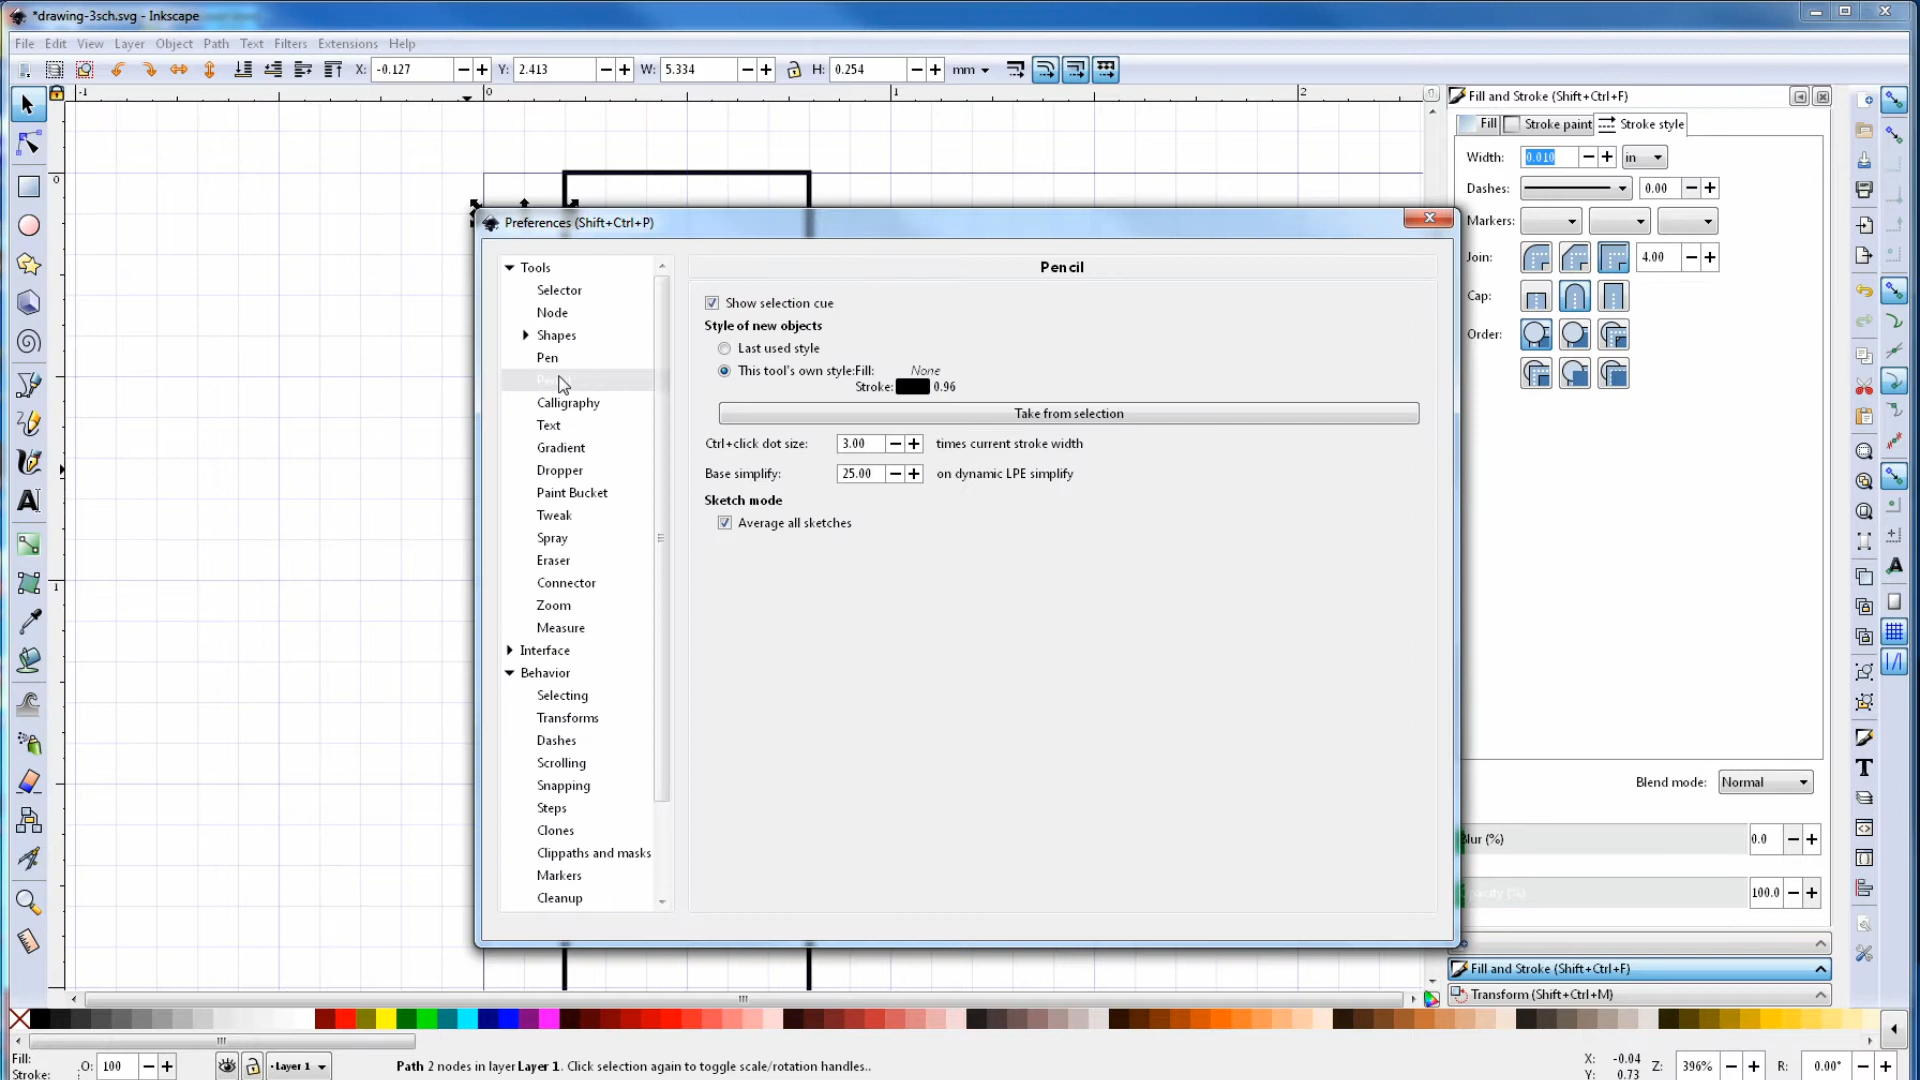 *drawing-3sch.svg - Inkscape
File Edit View Layer Object Path Text Filters Extensions Help
X: -0.127 Y: 2.413 W: 5.334 H: 0.254 mm
-1 0 1 2
0
1
Fill and Stroke (Shift+Ctrl+F)
Fill Stroke paint Stroke style
Width: 0.010 in
Dashes: 0.00
Markers:
Join: 4.00
Cap:
Order:
Blend mode: Normal
Blur (%) 0.0
Opacity (%) 100.0
Fill and Stroke (Shift+Ctrl+F)
Transform (Shift+Ctrl+M)
Preferences (Shift+Ctrl+P)
Tools
Selector
Node
Shapes
Pen
Calligraphy
Text
Gradient
Dropper
Paint Bucket
Tweak
Spray
Eraser
Connector
Zoom
Measure
Interface
Behavior
Selecting
Transforms
Dashes
Scrolling
Snapping
Steps
Clones
Clippaths and masks
Markers
Cleanup
Pencil
Show selection cue
Style of new objects
Last used style
This tool's own style: Fill: None
Stroke: 0.96
Take from selection
Ctrl+click dot size: 3.00 times current stroke width
Base simplify: 25.00 on dynamic LPE simplify
Sketch mode
Average all sketches
Fill:
Stroke:
O: 100
Layer 1
Path 2 nodes in layer Layer 1. Click selection again to toggle scale/rotation handles..
X: -0.04
Y: 0.73
Z: 396%
R: 0.00°